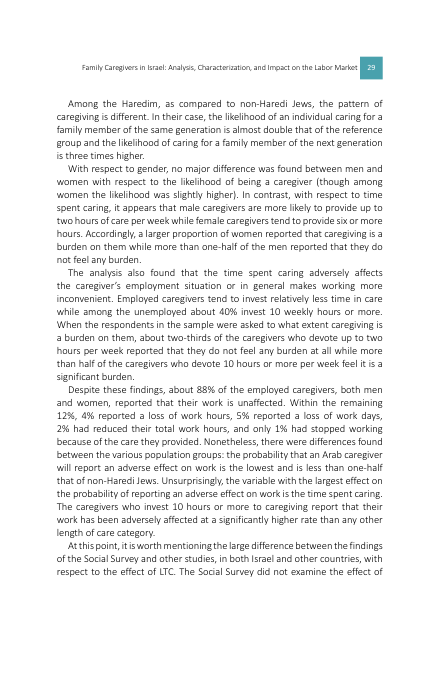 Family Caregivers in Israel: Analysis, Characterization, and Impact on the Labor Market 29
Among the Haredim, as compared to non-Haredi Jews, the pattern of
caregiving is different. In their case, the likelihood of an individual caring for a
family member of the same generation is almost double that of the reference
group and the likelihood of caring for a family member of the next generation
is three times higher.
With respect to gender, no major difference was found between men and
women with respect to the likelihood of being a caregiver (though among
women the likelihood was slightly higher). In contrast, with respect to time
spent caring, it appears that male caregivers are more likely to provide up to
two hours of care per week while female caregivers tend to provide six or more
hours. Accordingly, a larger proportion of women reported that caregiving is a
burden on them while more than one-half of the men reported that they do
not feel any burden.
The analysis also found that the time spent caring adversely affects
the caregiver's employment situation or in general makes working more
inconvenient. Employed caregivers tend to invest relatively less time in care
while among the unemployed about 40% invest 10 weekly hours or more.
When the respondents in the sample were asked to what extent caregiving is
a burden on them, about two-thirds of the caregivers who devote up to two
hours per week reported that they do not feel any burden at all while more
than half of the caregivers who devote 10 hours or more per week feel it is a
significant burden.
Despite these findings, about 88% of the employed caregivers, both men
and women, reported that their work is unaffected. Within the remaining
12%, 4% reported a loss of work hours, 5% reported a loss of work days,
2% had reduced their total work hours, and only 1% had stopped working
because of the care they provided. Nonetheless, there were differences found
between the various population groups: the probability that an Arab caregiver
will report an adverse effect on work is the lowest and is less than one-half
that of non-Haredi Jews. Unsurprisingly, the variable with the largest effect on
the probability of reporting an adverse effect on work is the time spent caring.
The caregivers who invest 10 hours or more to caregiving report that their
work has been adversely affected at a significantly higher rate than any other
length of care category.
At this point, it is worth mentioning the large difference between the findings
of the Social Survey and other studies, in both Israel and other countries, with
respect to the effect of LTC. The Social Survey did not examine the effect of